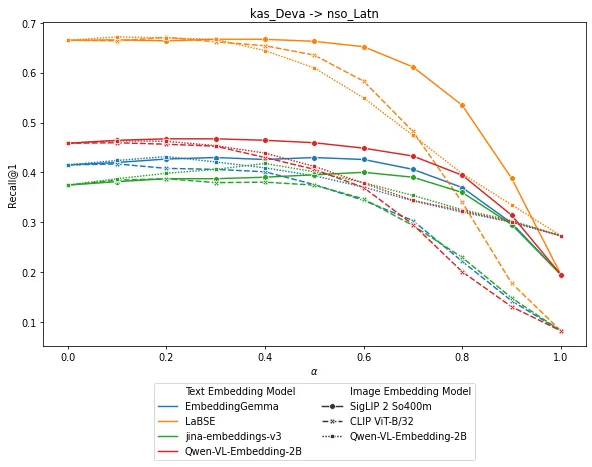 kas_Deva -> nso_Latn
Recall@1
0.7
0.6
0.5
0.4
0.3
0.2
0.1
0.0 0.2 0.4 0.6 0.8 1.0
α
Text Embedding Model Image Embedding Model
EmbeddingGemma SigLIP 2 So400m
LaBSE CLIP ViT-B/32
jina-embeddings-v3 Qwen-VL-Embedding-2B
Qwen-VL-Embedding-2B